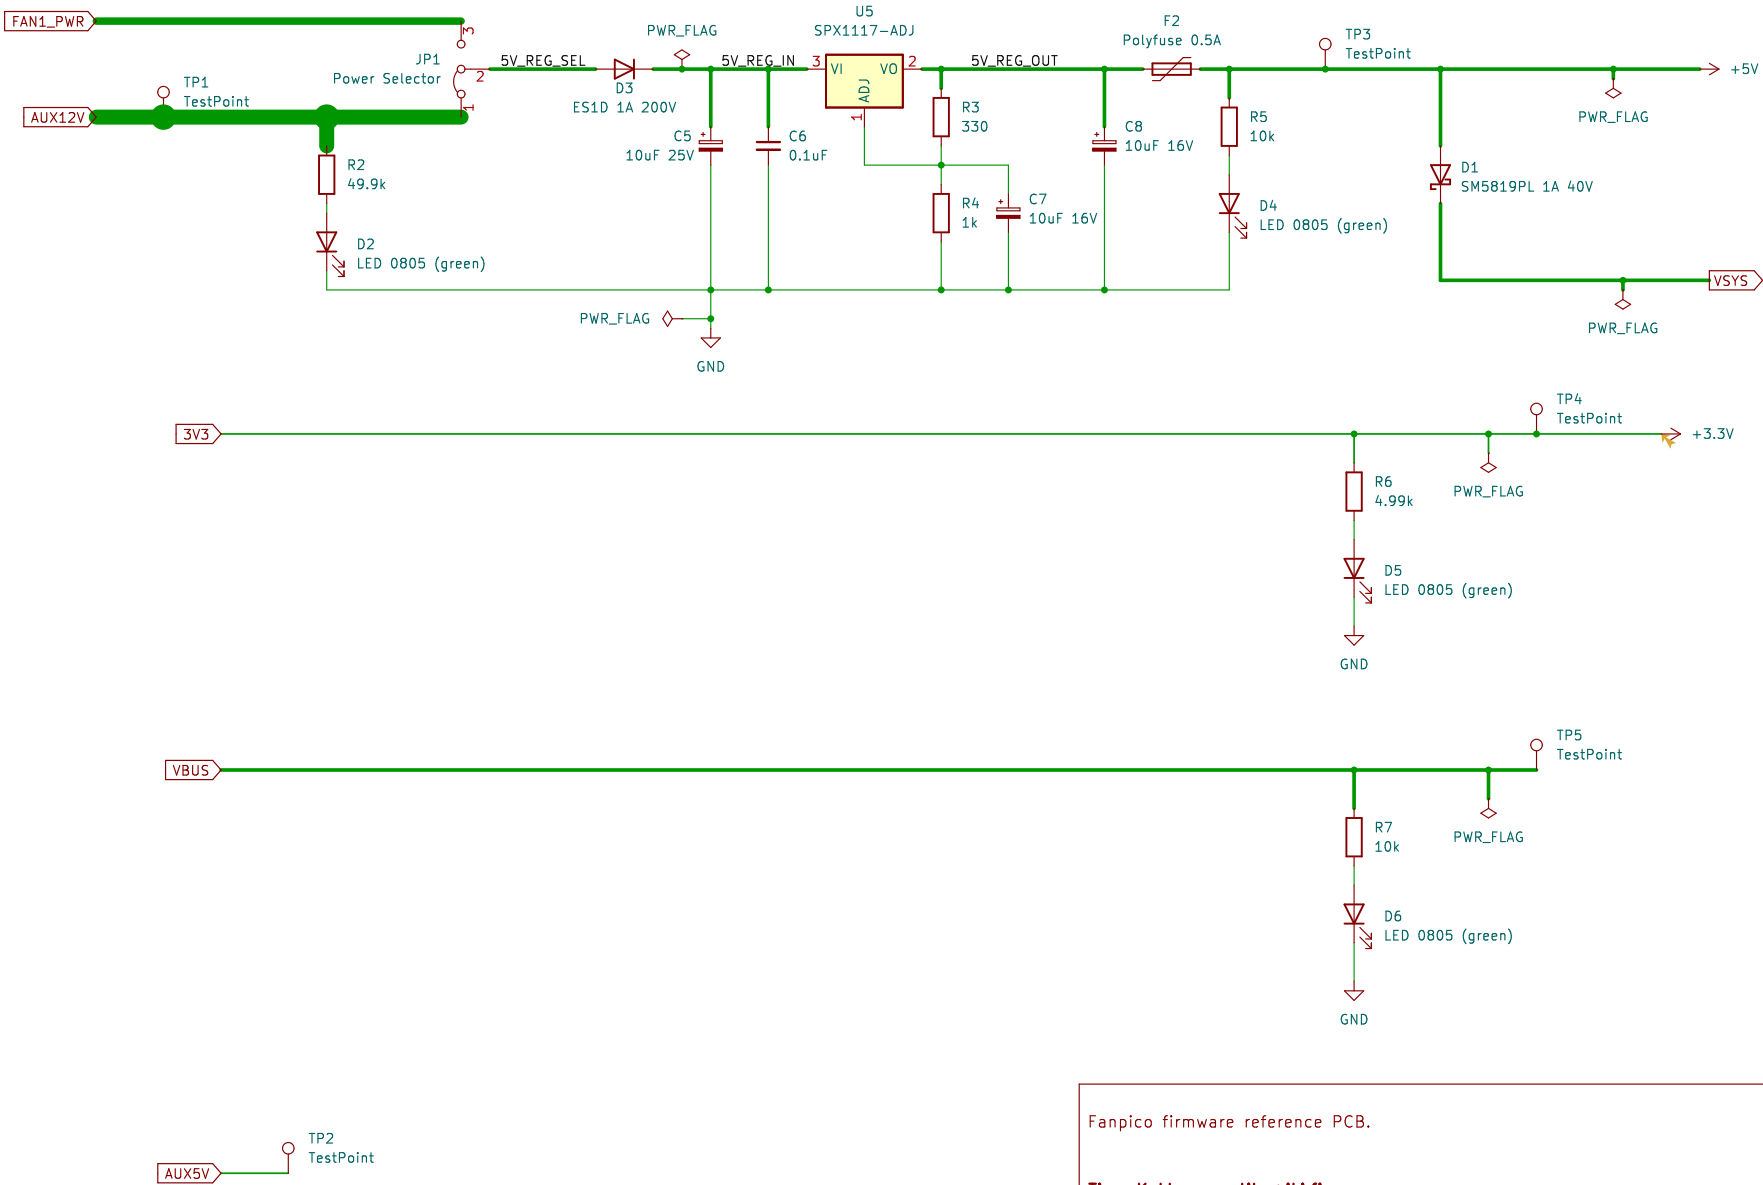 FAN1_PWR
3
JP1
Power Selector
2
1
TP1
TestPoint
AUX12V
R2
49.9k
D2
LED 0805 (green)
5V_REG_SEL
D3
ES1D 1A 200V
PWR_FLAG
5V_REG_IN
C5
10uF 25V
C6
0.1uF
U5
SPX1117-ADJ
3
VI
VO
2
ADJ
1
5V_REG_OUT
R3
330
R4
1k
C7
10uF 16V
C8
10uF 16V
F2
Polyfuse 0.5A
R5
10k
D4
LED 0805 (green)
TP3
TestPoint
+5V
PWR_FLAG
D1
SM5819PL 1A 40V
VSYS
PWR_FLAG
PWR_FLAG
GND
3V3
TP4
TestPoint
+3.3V
R6
4.99k
PWR_FLAG
D5
LED 0805 (green)
GND
VBUS
TP5
TestPoint
R7
10k
PWR_FLAG
D6
LED 0805 (green)
GND
Fanpico firmware reference PCB.
TP2
TestPoint
AUX5V